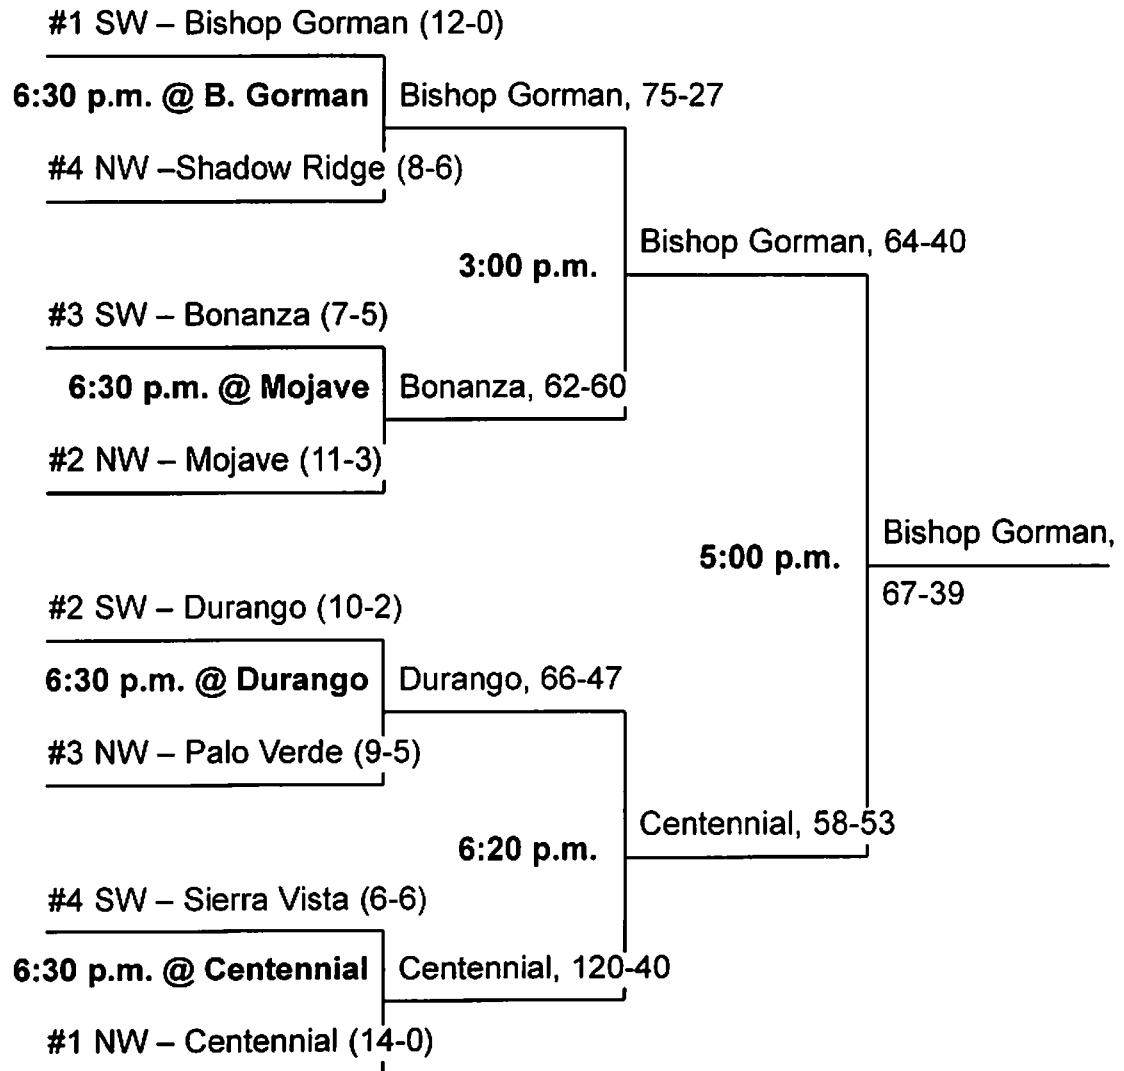 #1 SW – Bishop Gorman (12-0)
6:30 p.m. @ B. Gorman
Bishop Gorman, 75-27
#4 NW –Shadow Ridge (8-6)
Bishop Gorman, 64-40
3:00 p.m.
#3 SW – Bonanza (7-5)
6:30 p.m. @ Mojave
Bonanza, 62-60
#2 NW – Mojave (11-3)
Bishop Gorman,
5:00 p.m.
67-39
#2 SW – Durango (10-2)
6:30 p.m. @ Durango
Durango, 66-47
#3 NW – Palo Verde (9-5)
Centennial, 58-53
6:20 p.m.
#4 SW – Sierra Vista (6-6)
6:30 p.m. @ Centennial
Centennial, 120-40
#1 NW – Centennial (14-0)